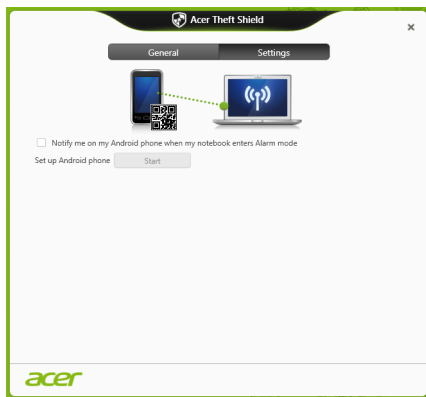 Acer Theft Shield
General Settings
Notify me on my Android phone when my notebook enters Alarm mode
Set up Android phone Start
acer